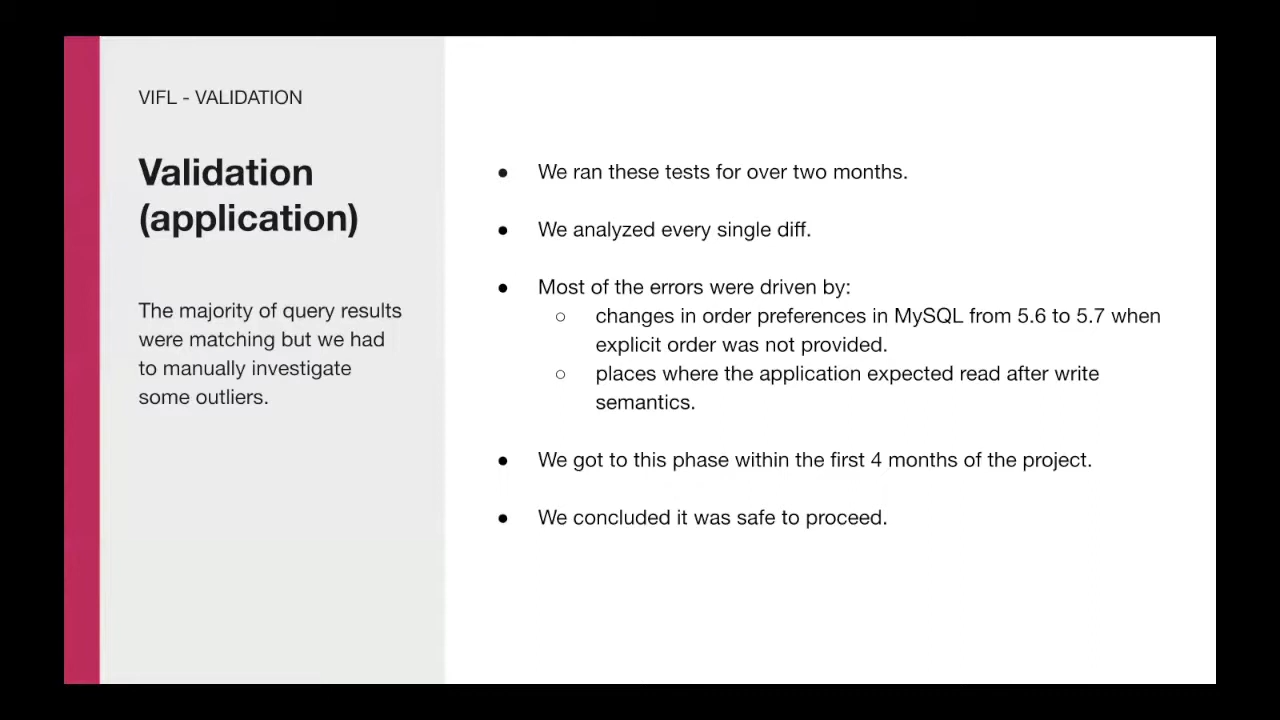 VIFL - VALIDATION
Validation
(application)
The majority of query results
were matching but we had
to manually investigate
some outliers.
● We ran these tests for over two months.
● We analyzed every single diff.
● Most of the errors were driven by:
○ changes in order preferences in MySQL from 5.6 to 5.7 when
explicit order was not provided.
○ places where the application expected read after write
semantics.
● We got to this phase within the first 4 months of the project.
● We concluded it was safe to proceed.